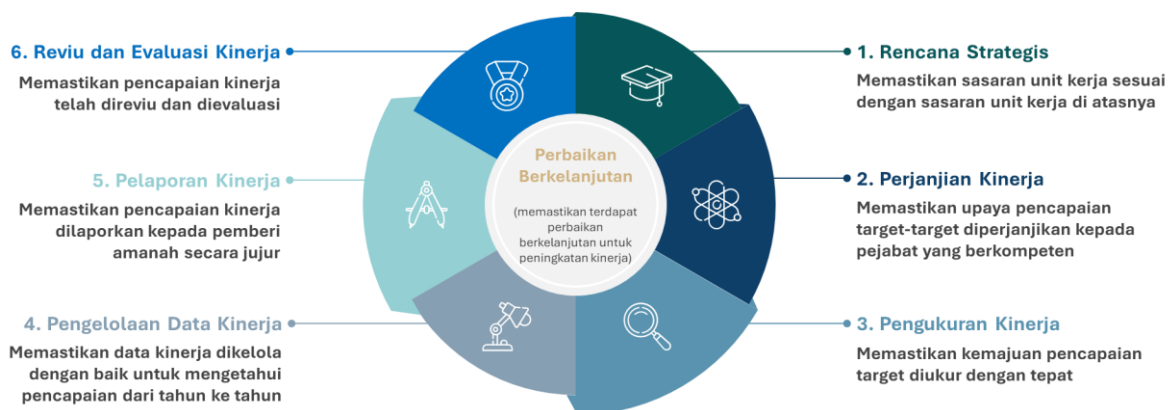 1. Rencana Strategis
Memastikan sasaran unit kerja sesuai
dengan sasaran unit kerja di atasnya
2. Perjanjian Kinerja
Memastikan upaya pencapaian
target-target diperjanjikan kepada
pejabat yang berkompeten
3. Pengukuran Kinerja
Memastikan kemajuan pencapaian
target diukur dengan tepat
4. Pengelolaan Data Kinerja
Memastikan data kinerja dikelola
dengan baik untuk mengetahui
pencapaian dari tahun ke tahun
5. Pelaporan Kinerja
Memastikan pencapaian kinerja
dilaporkan kepada pemberi
amanah secara jujur
6. Reviu dan Evaluasi Kinerja
Memastikan pencapaian kinerja
telah direviu dan dievaluasi
Perbaikan
Berkelanjutan
(memastikan terdapat
perbaikan
berkelanjutan untuk
peningkatan kinerja)